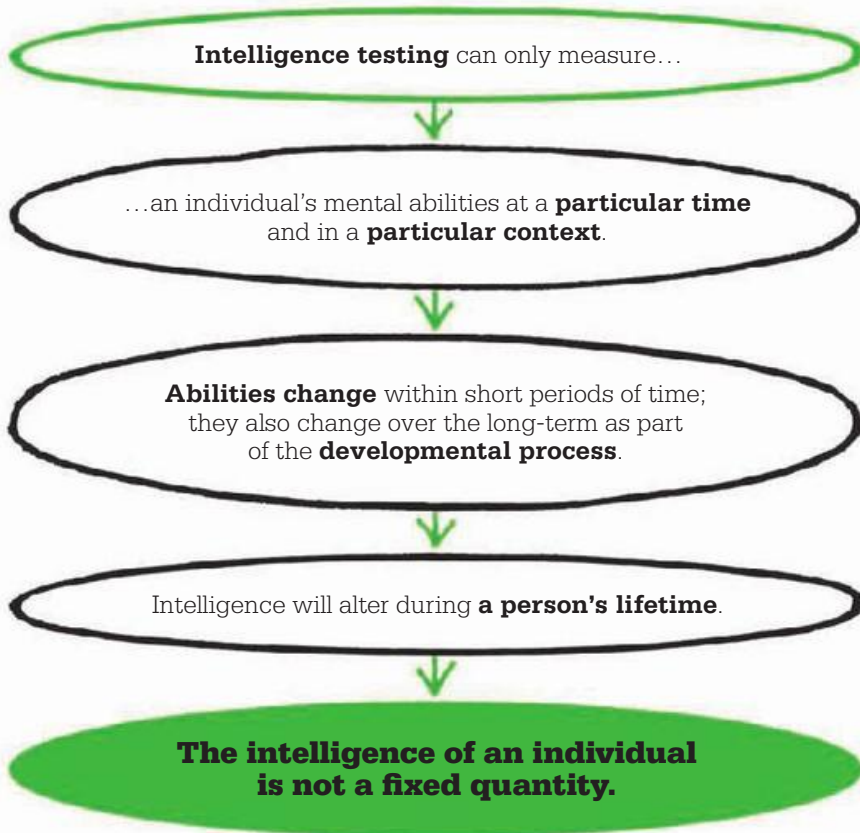 Intelligence testing can only measure…
…an individual’s mental abilities at a particular time
and in a particular context.
Abilities change within short periods of time;
they also change over the long-term as part
of the developmental process.
Intelligence will alter during a person’s lifetime.
The intelligence of an individual
is not a fixed quantity.